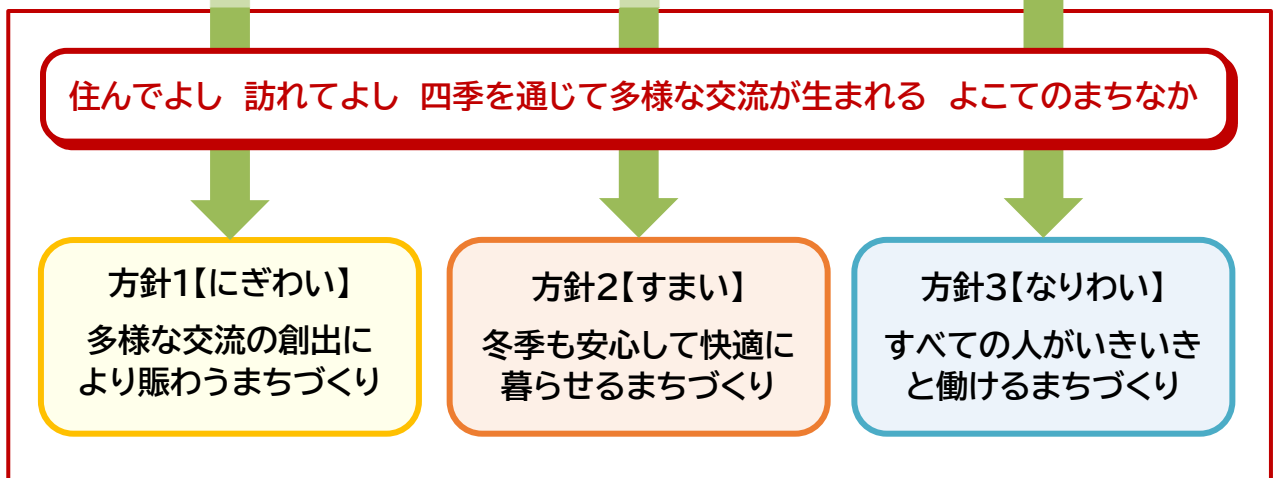 住んでよし 訪れてよし 四季を通じて多様な交流が生まれる よこてのまちなか
方針1【にぎわい】
多様な交流の創出に
より賑わうまちづくり
方針2【すまい】
冬季も安心して快適に
暮らせるまちづくり
方針3【なりわい】
すべての人がいきいき
と働けるまちづくり